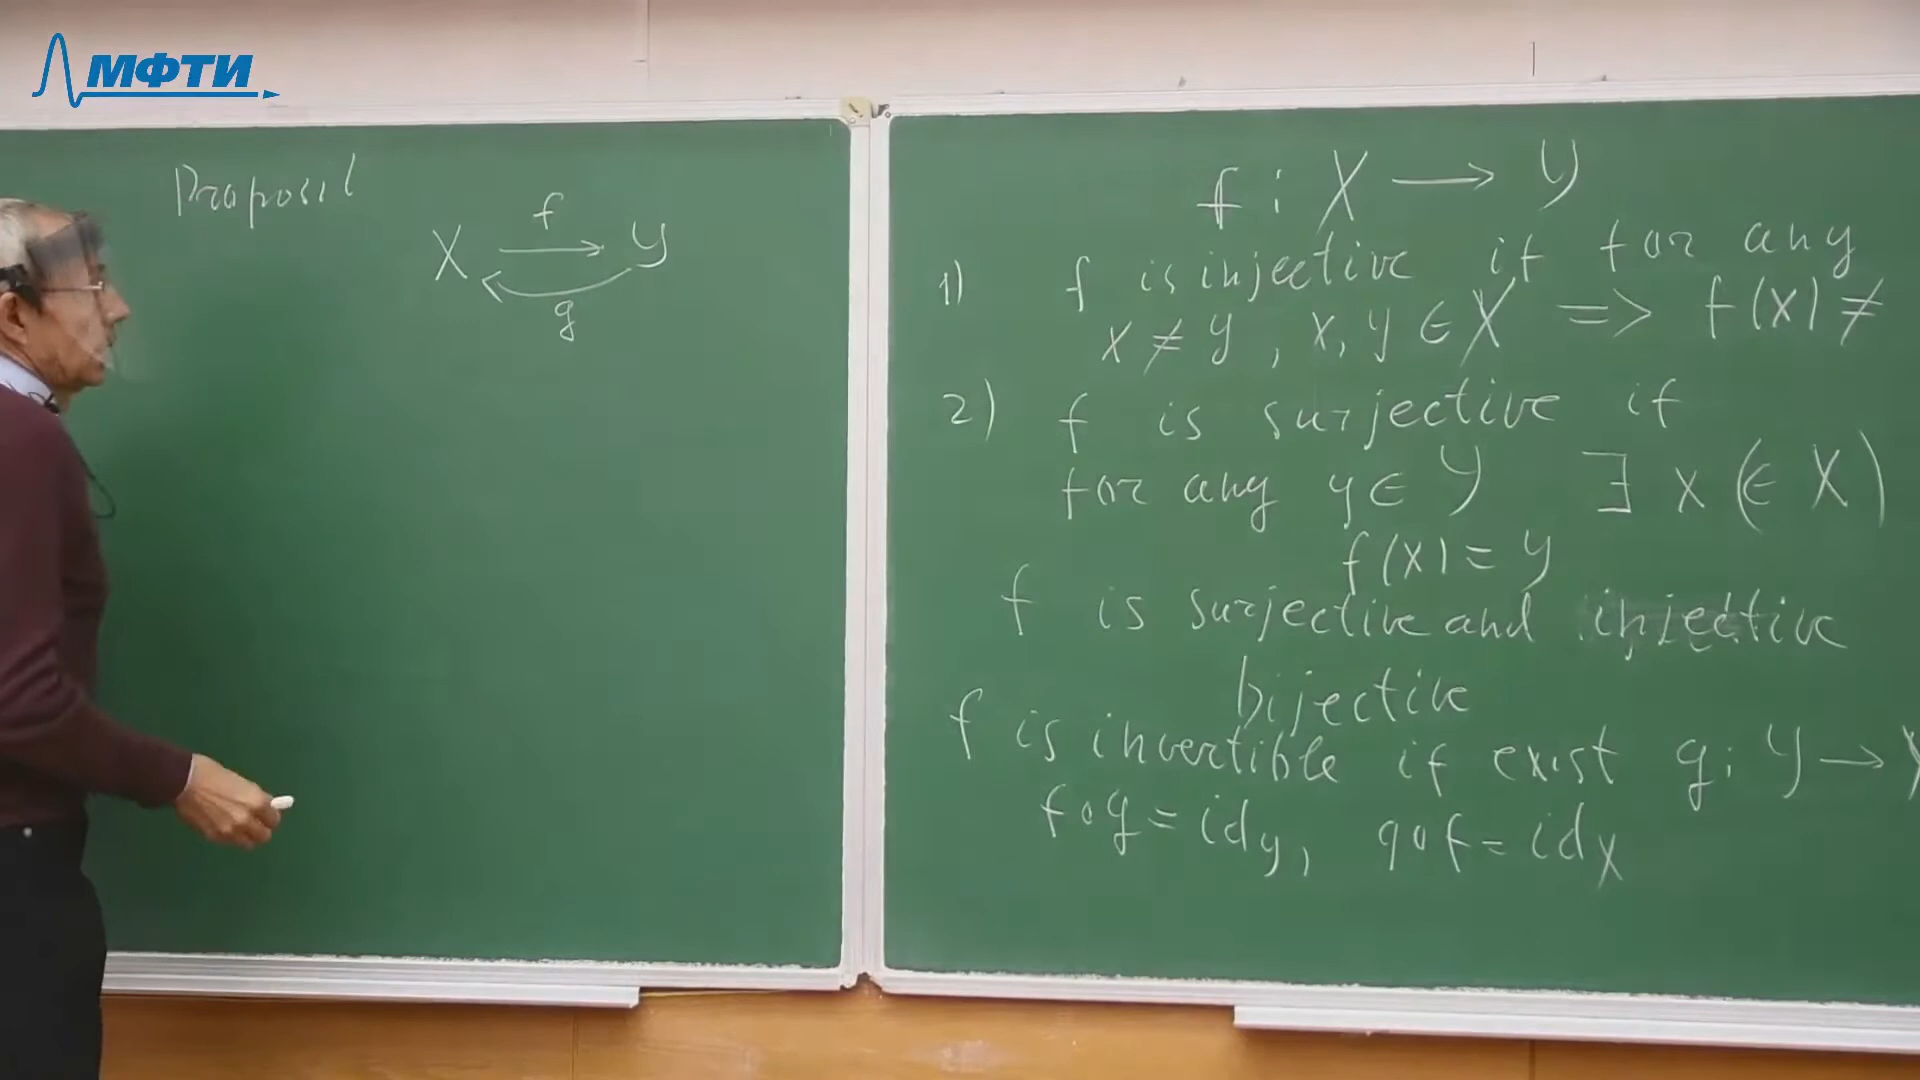 МФТИ
Proposit
f
X → Y
g
f : X → Y
1) f is injective if for any
x ≠ y , x, y ∈ X => f(x) ≠
2) f is surjective if
for any y ∈ Y ∃ x (∈ X)
f(x) = y
f is surjective and injective
bijective
f is invertible if exist g: Y → X
f∘g = id_Y, g∘f = id_X